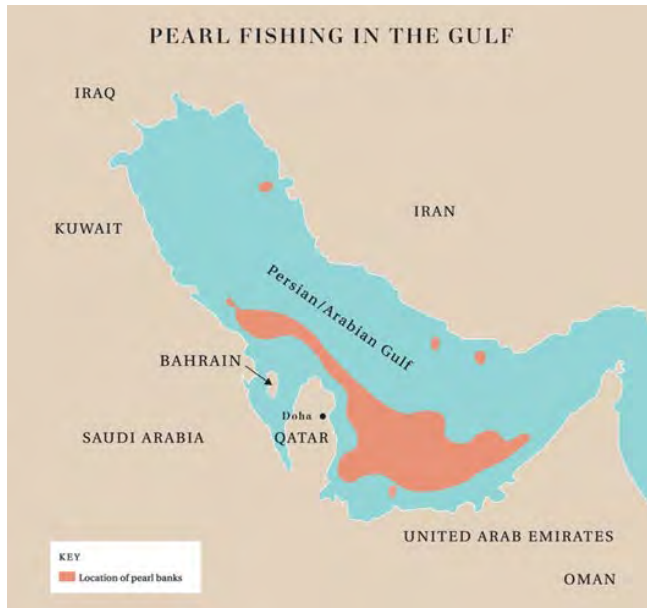 PEARL FISHING IN THE GULF
IRAQ
IRAN
KUWAIT
Persian/Arabian Gulf
BAHRAIN
Doha
SAUDI ARABIA
QATAR
UNITED ARAB EMIRATES
KEY
Location of pearl banks
OMAN